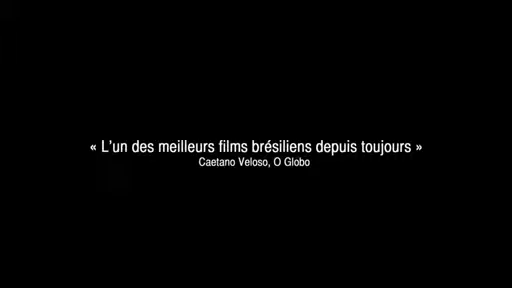 « L'un des meilleurs films brésiliens depuis toujours »
Caetano Veloso, O Globo